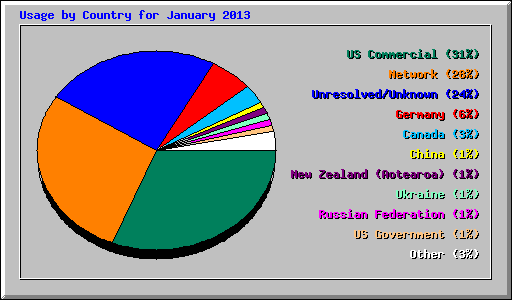 Usage by Country for January 2013
US Commercial (31%)
Network (28%)
Unresolved/Unknown (24%)
Germany (6%)
Canada (3%)
China (1%)
New Zealand (Aotearoa) (1%)
Ukraine (1%)
Russian Federation (1%)
US Government (1%)
Other (3%)